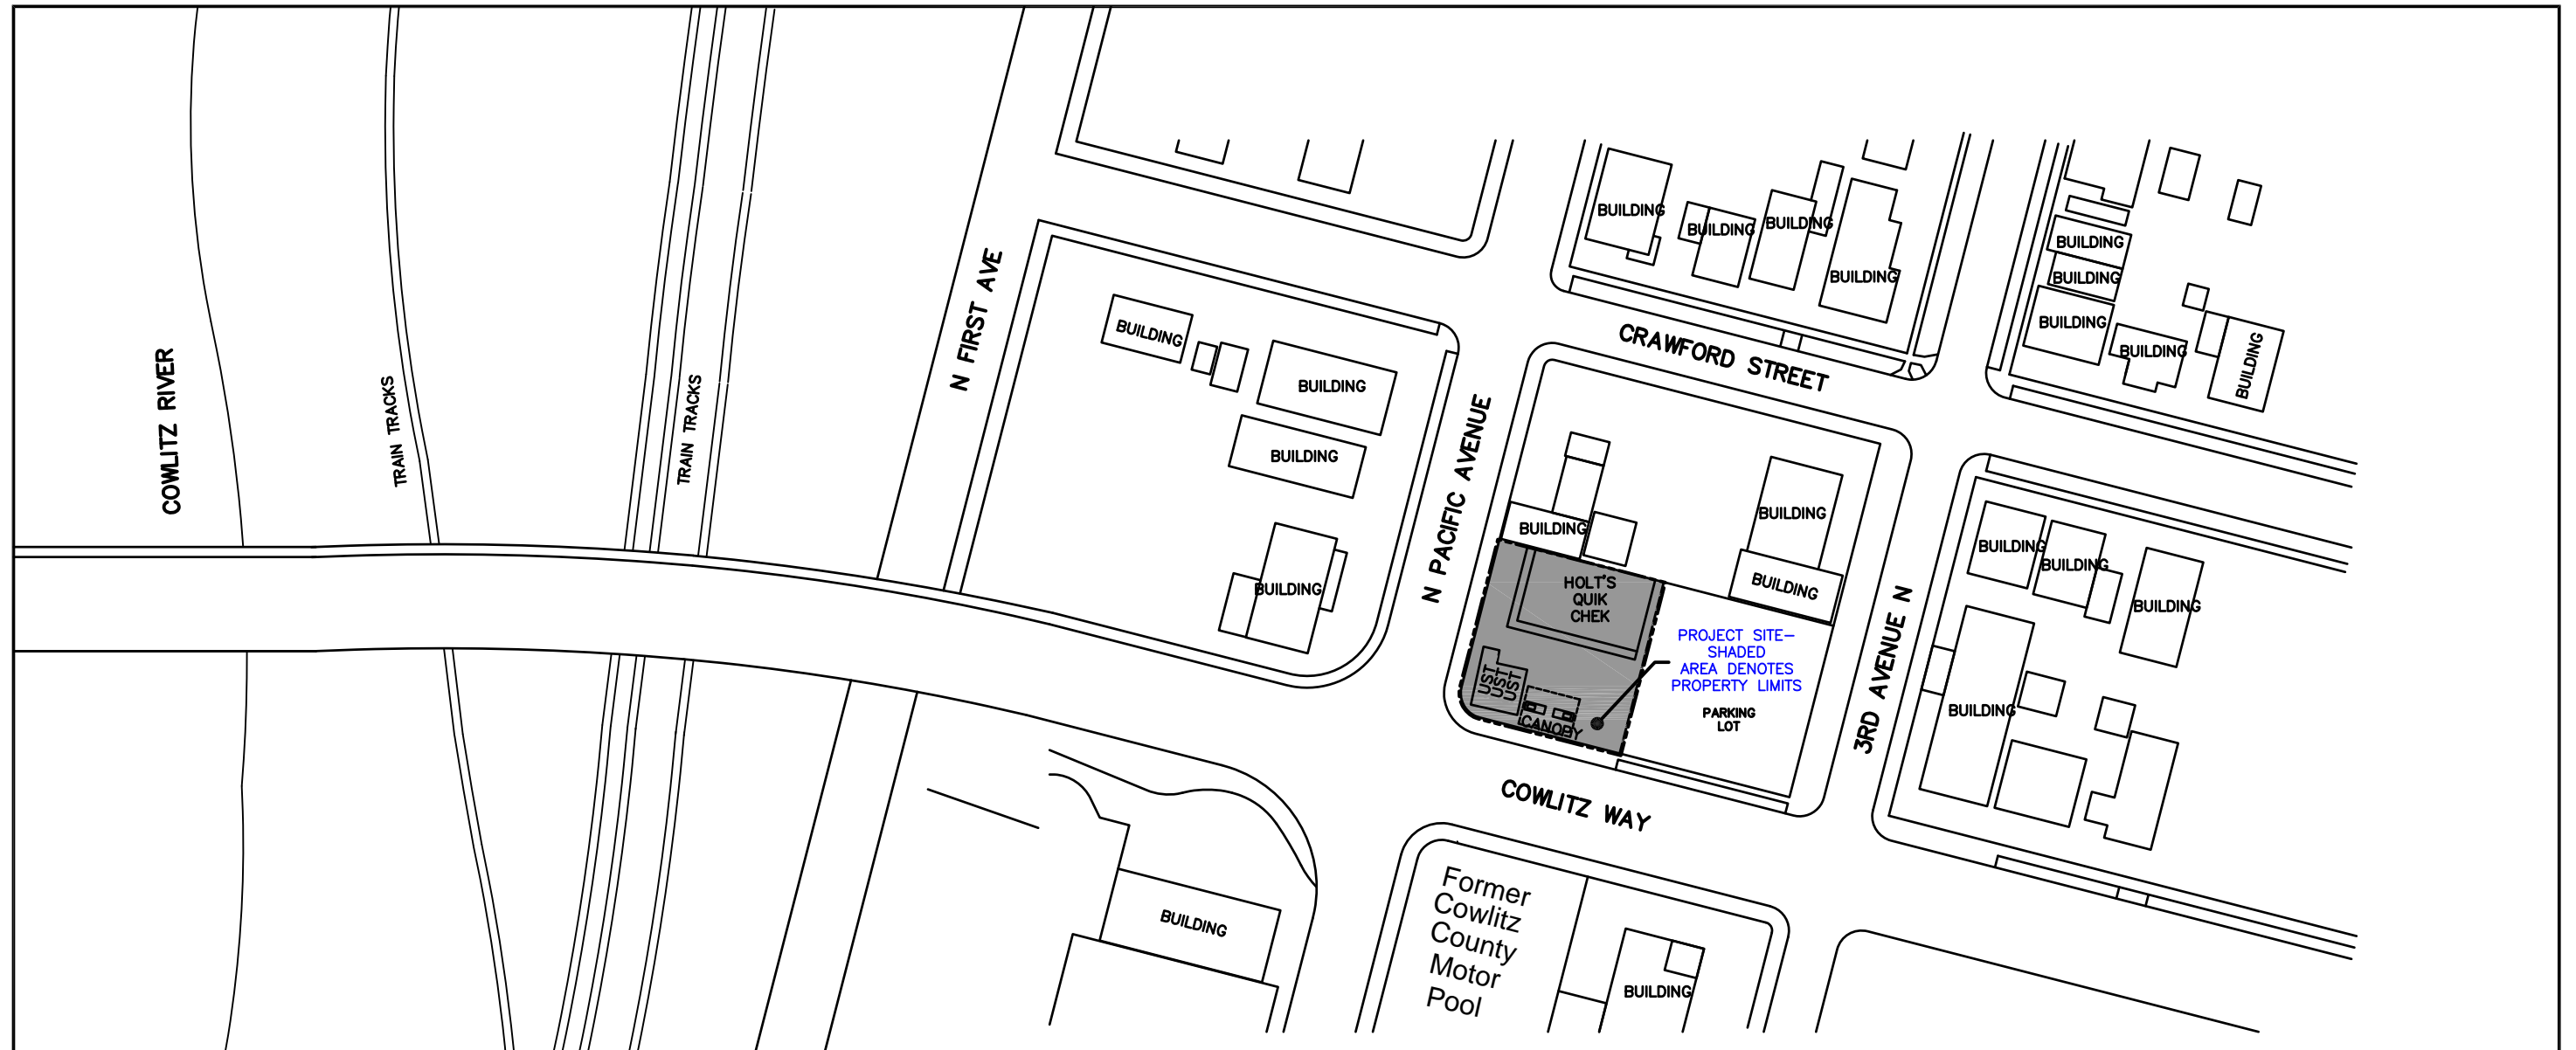 COWLITZ RIVER
TRAIN TRACKS
TRAIN TRACKS
N FIRST AVE
BUILDING
BUILDING
BUILDING
BUILDING
N PACIFIC AVENUE
CRAWFORD STREET
BUILDING
BUILDING
BUILDING
BUILDING
BUILDING
BUILDING
BUILDING
BUILDING
BUILDING
BUILDING
BUILDING
BUILDING
HOLT'S
QUIK
CHEK
UST
UST
UST
CANOPY
PROJECT SITE-
SHADED
AREA DENOTES
PROPERTY LIMITS
PARKING
LOT
3RD AVENUE N
BUILDING
BUILDING
BUILDING
BUILDING
COWLITZ WAY
Former
Cowlitz
County
Motor
Pool
BUILDING
BUILDING